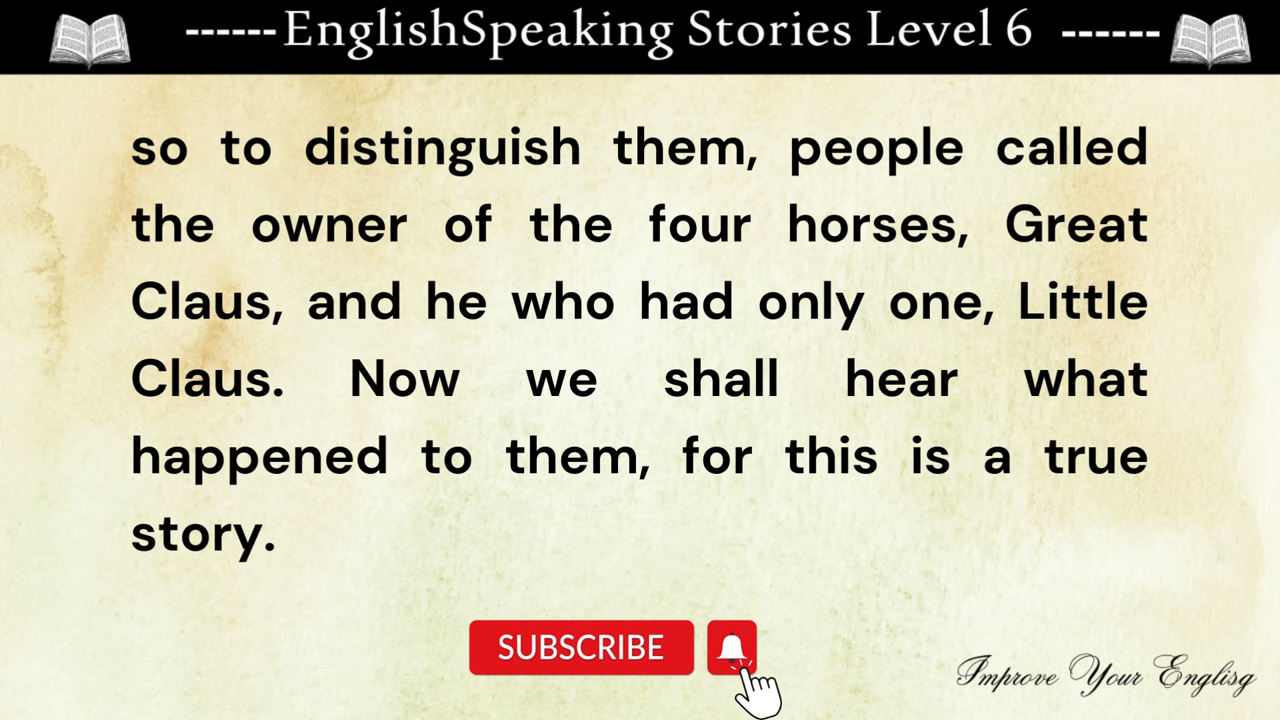 ------EnglishSpeaking Stories Level 6 ------
so to distinguish them, people called
the owner of the four horses, Great
Claus, and he who had only one, Little
Claus. Now we shall hear what
happened to them, for this is a true
story.
SUBSCRIBE
Improve Your Englisg